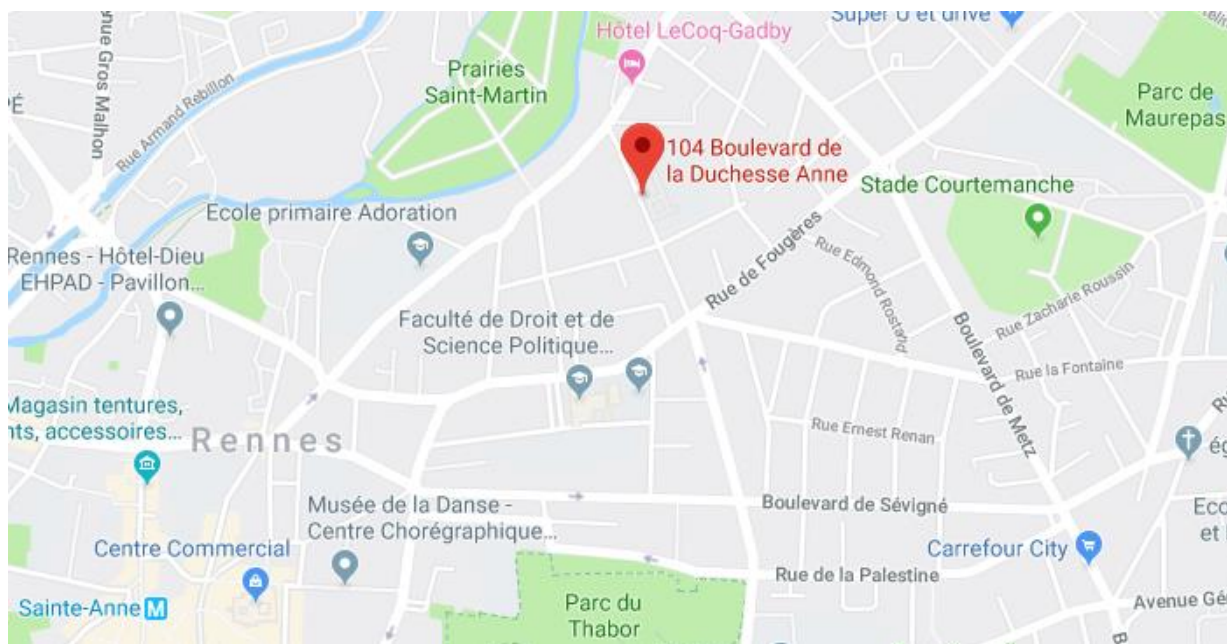 Super U et drive
Hôtel LeCoq-Gadby
Prairies
Saint-Martin
Gros Malhon
Rue Armand Rebillon
Parc de
Maurepas
104 Boulevard de
la Duchesse Anne
Stade Courtemanche
Ecole primaire Adoration
Rennes - Hôtel-Dieu
EHPAD - Pavillon...
Rue de Fougères
Rue Edmond Rostand
Rue Zacharie Roussin
Faculté de Droit et de
Science Politique...
Boulevard de Metz
Rue la Fontaine
Magasin tentures,
accessoires...
Rennes
Rue Ernest Renan
Musée de la Danse -
Centre Chorégraphique...
Boulevard de Sévigné
Centre Commercial
Carrefour City
Rue de la Palestine
Sainte-Anne M
Parc du
Thabor
Avenue